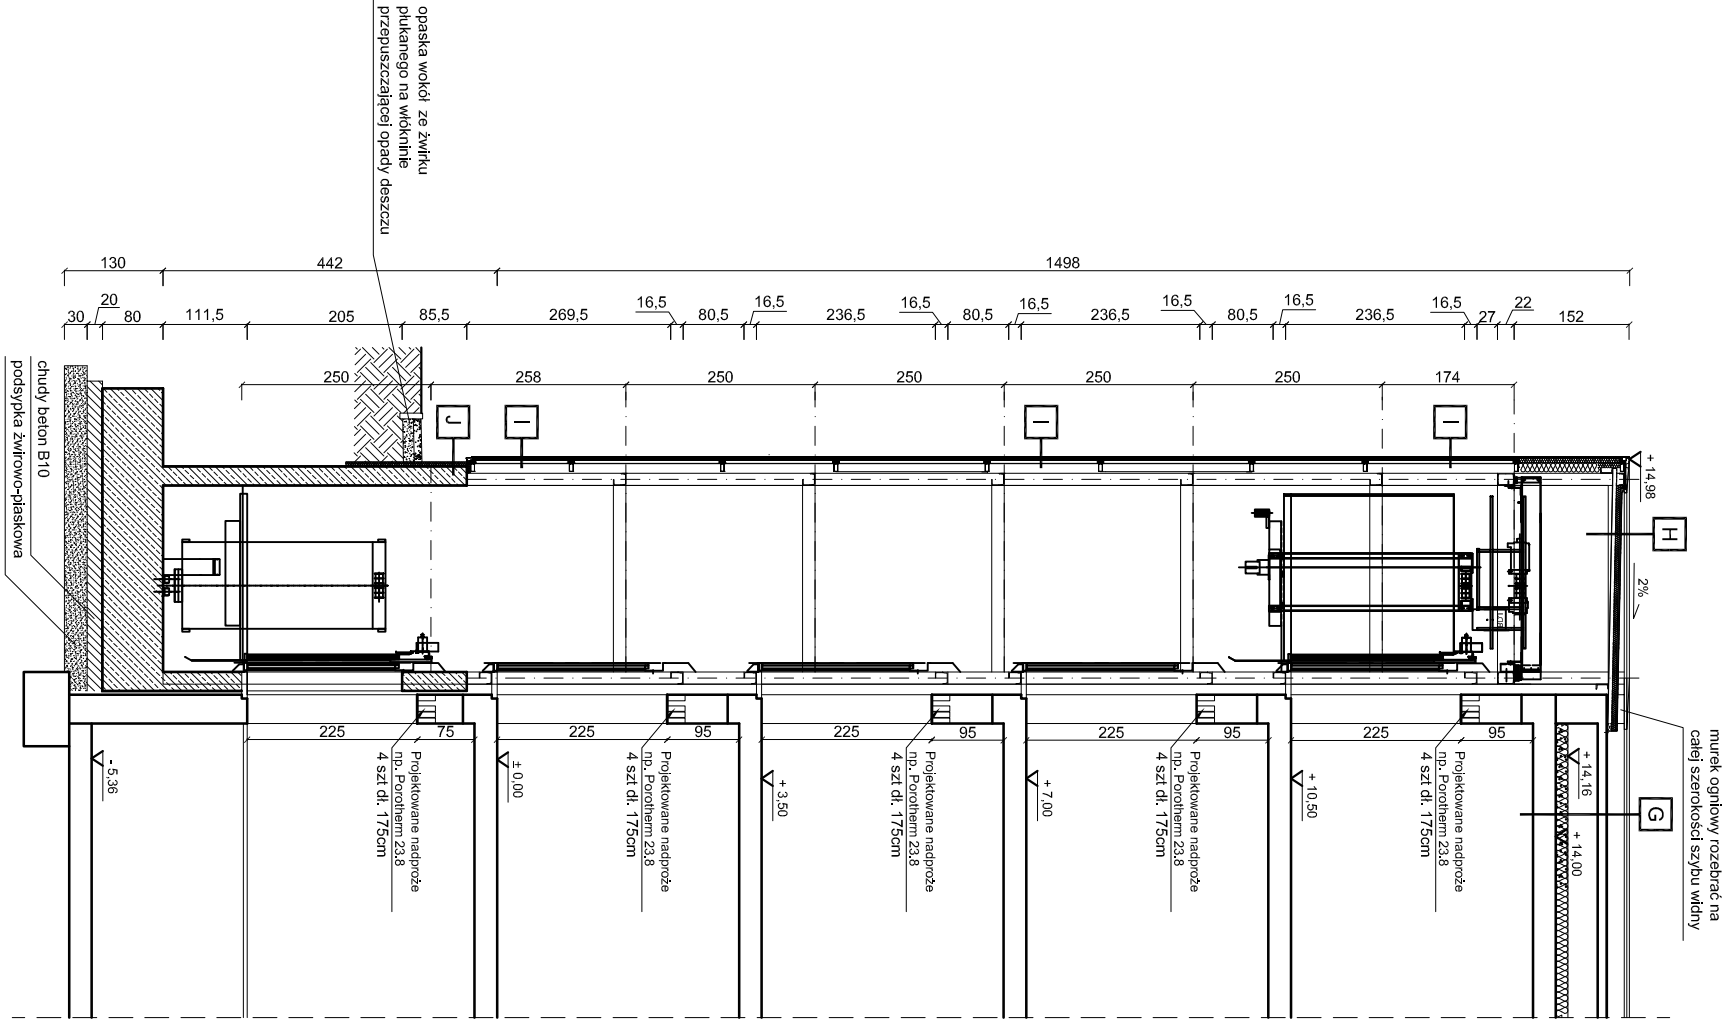 opaska wokół ze żwirku
płukanego na włókninie
przepuszczającej opady deszczu
130
442
1498
30
20
80
111,5
205
85,5
269,5
16,5
80,5
16,5
236,5
16,5
80,5
16,5
236,5
16,5
80,5
16,5
236,5
16,5
27
22
152
250
258
250
250
250
250
174
J
I
I
I
H
G
+ 14,98
2%
chudy beton B10
podsypka żwirowo-piaskowa
murek ogniowy rozebrać na
całej szerokości szybu widny
225
75
225
95
225
95
225
95
225
95
Projektowane nadproże
np. Porotherm 23.8
4 szt dł. 175cm
Projektowane nadproże
np. Porotherm 23.8
4 szt dł. 175cm
Projektowane nadproże
np. Porotherm 23.8
4 szt dł. 175cm
Projektowane nadproże
np. Porotherm 23.8
4 szt dł. 175cm
Projektowane nadproże
np. Porotherm 23.8
4 szt dł. 175cm
- 5,36
± 0,00
+ 3,50
+ 7,00
+ 10,50
+ 14,16
+ 14,00